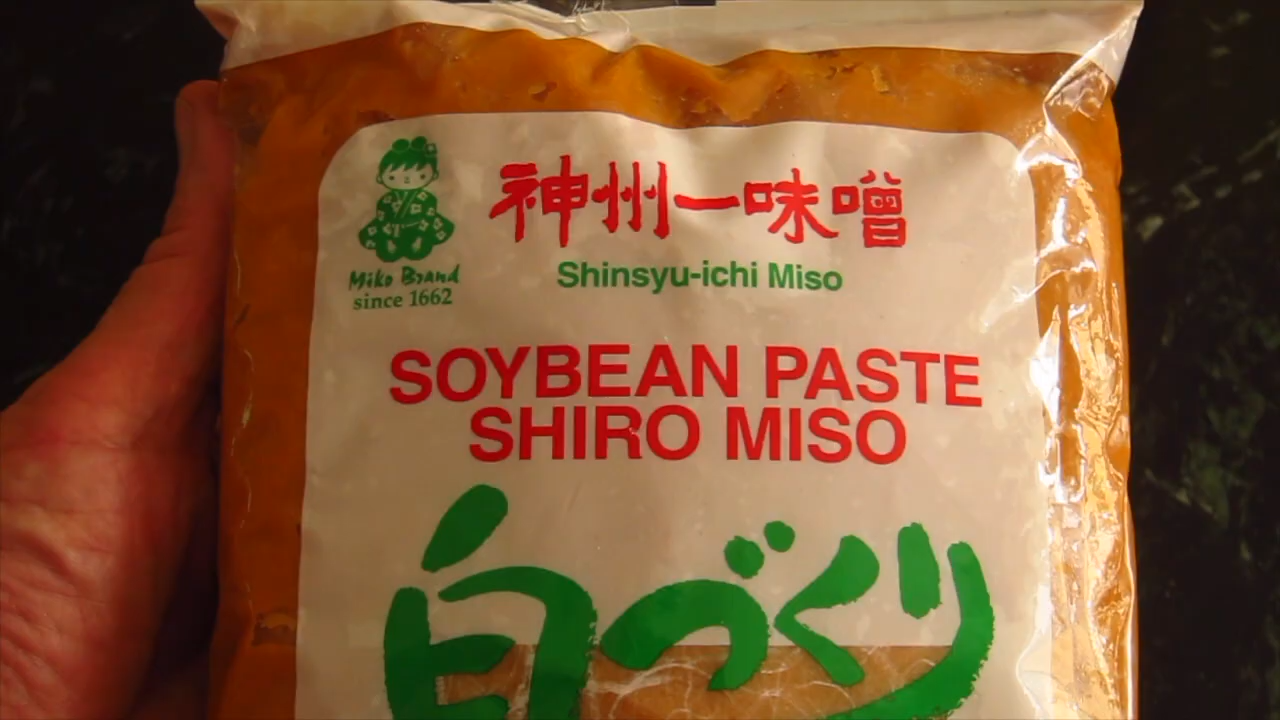 神州一味噌
Miko Brand
since 1662
Shinsyu-ichi Miso
SOYBEAN PASTE
SHIRO MISO
白づくり